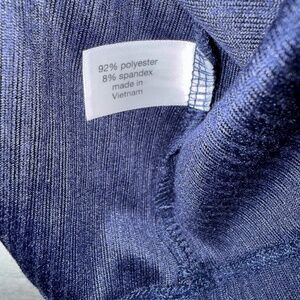 92% polyester
8% spandex
made in
Vietnam